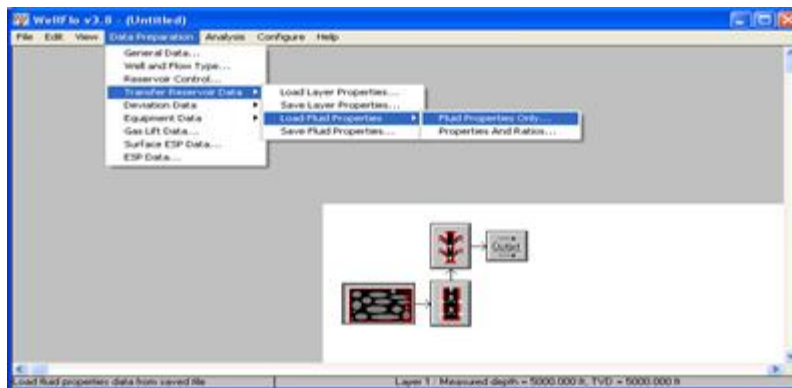 WellFlo v3.8 - (Untitled)
File Edit View Data Preparation Analysis Configure Help
General Data...
Well and Flow Type...
Reservoir Control...
Transfer Reservoir Data
Deviation Data
Equipment Data
Gas Lift Data...
Surface ESP Data...
ESP Data...
Load Layer Properties...
Save Layer Properties...
Load Fluid Properties
Save Fluid Properties...
Fluid Properties Only...
Properties And Ratios...
Output
Load fluid properties data from saved file
Layer 1 : Measured depth = 5000.000 ft, TVD = 5000.000 ft